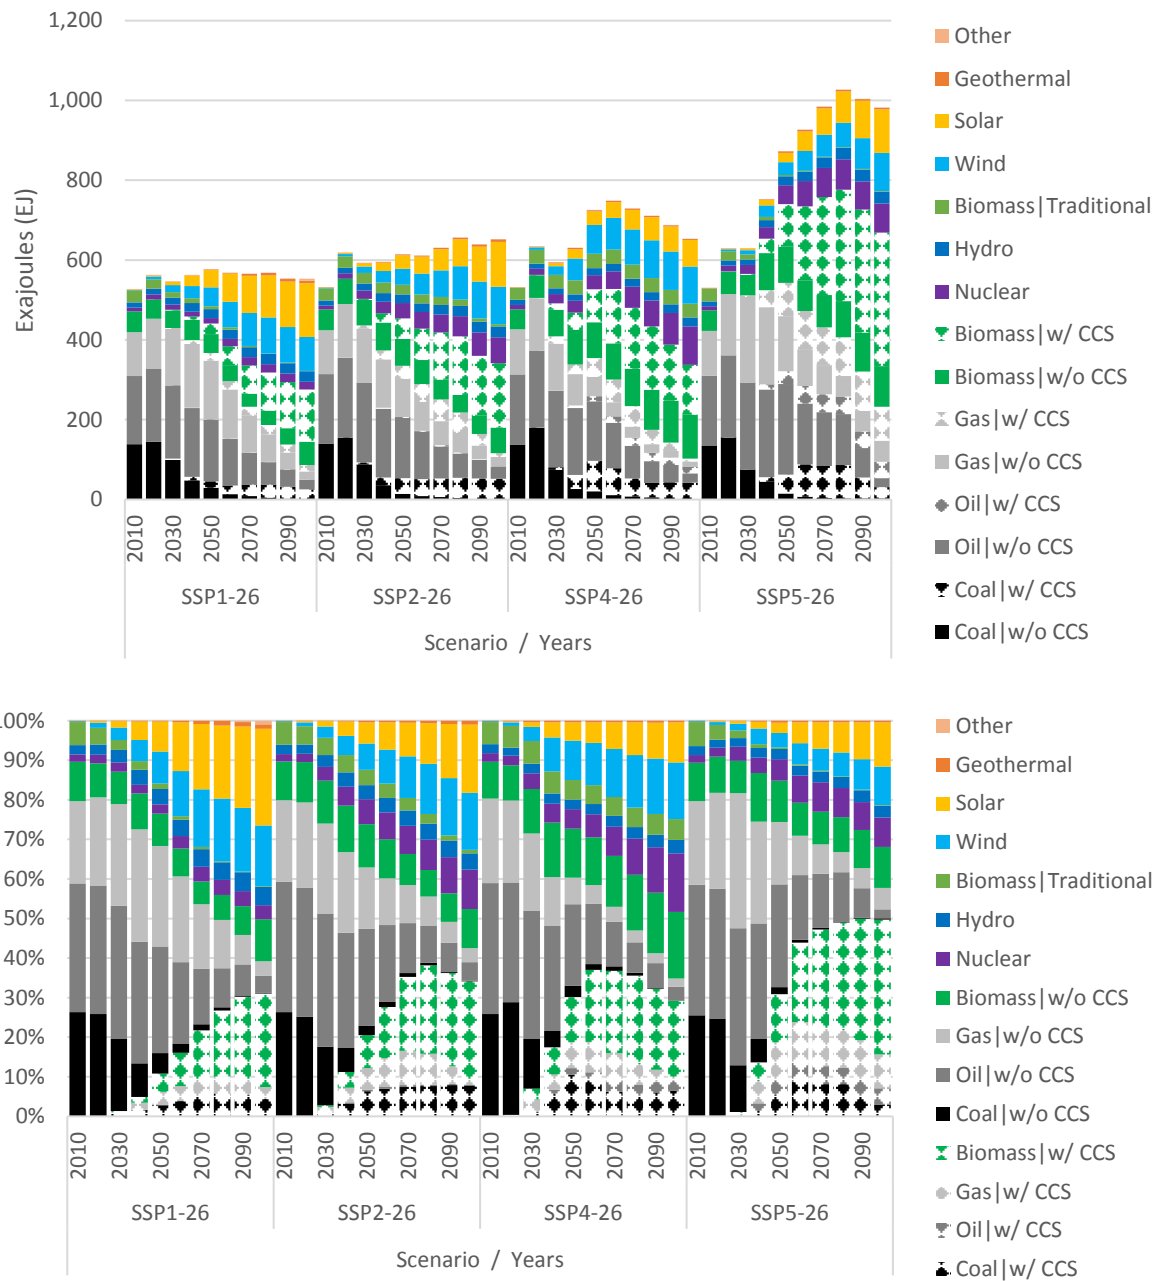 1,200
1,000
800
600
400
200
0
Exajoules (EJ)
2010 2030 2050 2070 2090 2010 2030 2050 2070 2090 2010 2030 2050 2070 2090 2010 2030 2050 2070 2090
SSP1-26 SSP2-26 SSP4-26 SSP5-26
Scenario / Years
Other
Geothermal
Solar
Wind
Biomass|Traditional
Hydro
Nuclear
Biomass|w/ CCS
Biomass|w/o CCS
Gas|w/ CCS
Gas|w/o CCS
Oil|w/ CCS
Oil|w/o CCS
Coal|w/ CCS
Coal|w/o CCS
100%
90%
80%
70%
60%
50%
40%
30%
20%
10%
0%
2010 2030 2050 2070 2090 2010 2030 2050 2070 2090 2010 2030 2050 2070 2090 2010 2030 2050 2070 2090
SSP1-26 SSP2-26 SSP4-26 SSP5-26
Scenario / Years
Other
Geothermal
Solar
Wind
Biomass|Traditional
Hydro
Nuclear
Biomass|w/o CCS
Gas|w/o CCS
Oil|w/o CCS
Coal|w/o CCS
Biomass|w/ CCS
Gas|w/ CCS
Oil|w/ CCS
Coal|w/ CCS